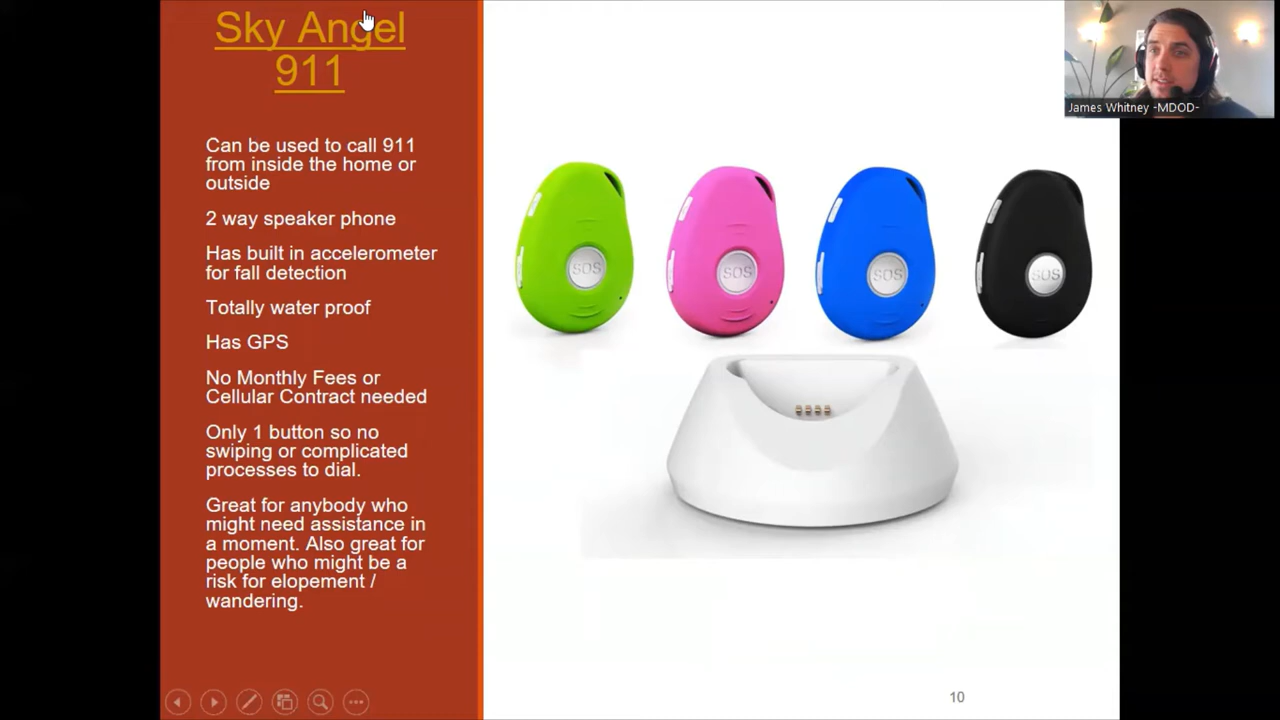 Sky Angel
911
Can be used to call 911
from inside the home or
outside
2 way speaker phone
Has built in accelerometer
for fall detection
Totally water proof
Has GPS
No Monthly Fees or
Cellular Contract needed
Only 1 button so no
swiping or complicated
processes to dial.
Great for anybody who
might need assistance in
a moment. Also great for
people who might be a
risk for elopement /
wandering.
SOS
SOS
SOS
SOS
10
James Whitney -MDOD-